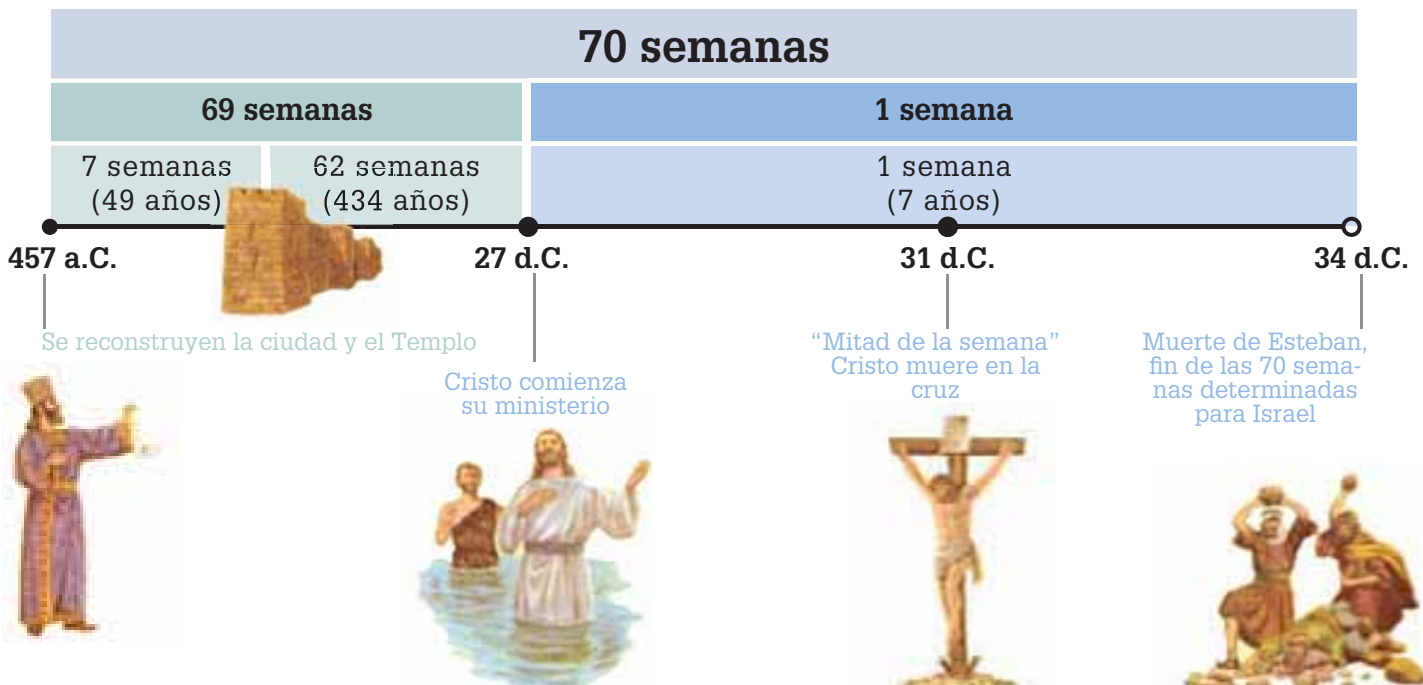 70 semanas
69 semanas
1 semana
7 semanas
(49 años)
62 semanas
(434 años)
1 semana
(7 años)
457 a.C.
27 d.C.
31 d.C.
34 d.C.
Se reconstruyen la ciudad y el Templo
Cristo comienza
su ministerio
“Mitad de la semana”
Cristo muere en la
cruz
Muerte de Esteban,
fin de las 70 sema-
nas determinadas
para Israel